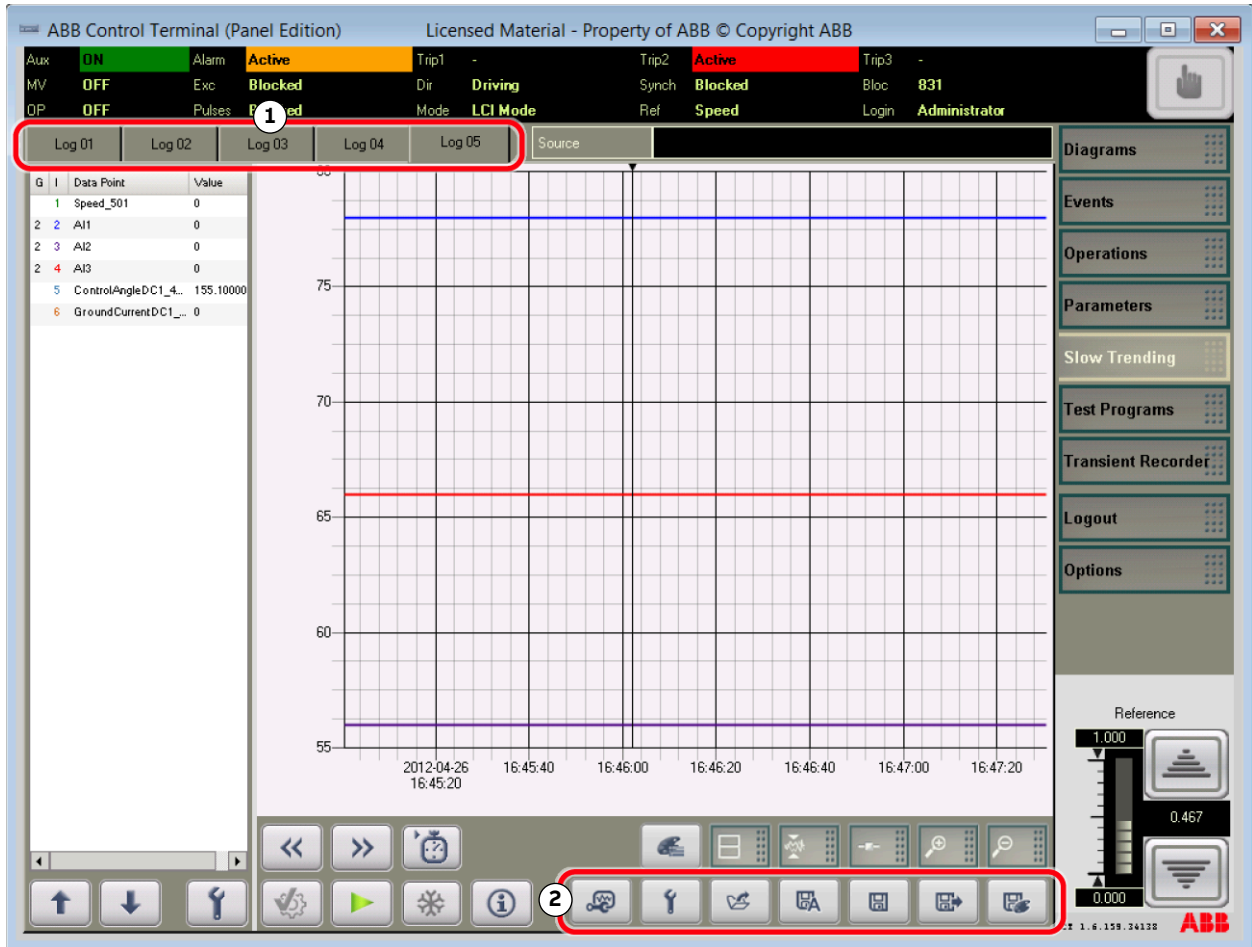 ABB Control Terminal (Panel Edition) Licensed Material - Property of ABB © Copyright ABB
Aux ON Alarm Active Trip1 - Trip2 Active Trip3 -
MV OFF Exc Blocked Dir Driving Synch Blocked Bloc 831
OP OFF Pulses Mode LCI Mode Ref Speed Login Administrator
1
Log 01 Log 02 Log 03 Log 04 Log 05 Source
G I Data Point Value
1 Speed_501 0
2 2 AI1 0
2 3 AI2 0
2 4 AI3 0
5 ControlAngleDC1_4... 155.10000
6 GroundCurrentDC1_... 0
75
70
65
60
55
2012-04-26 16:45:40 16:46:00 16:46:20 16:46:40 16:47:00 16:47:20
16:45:20
Diagrams
Events
Operations
Parameters
Slow Trending
Test Programs
Transient Recorder
Logout
Options
Reference
1.000
0.467
0.000
2
1.6.159.34138 ABB